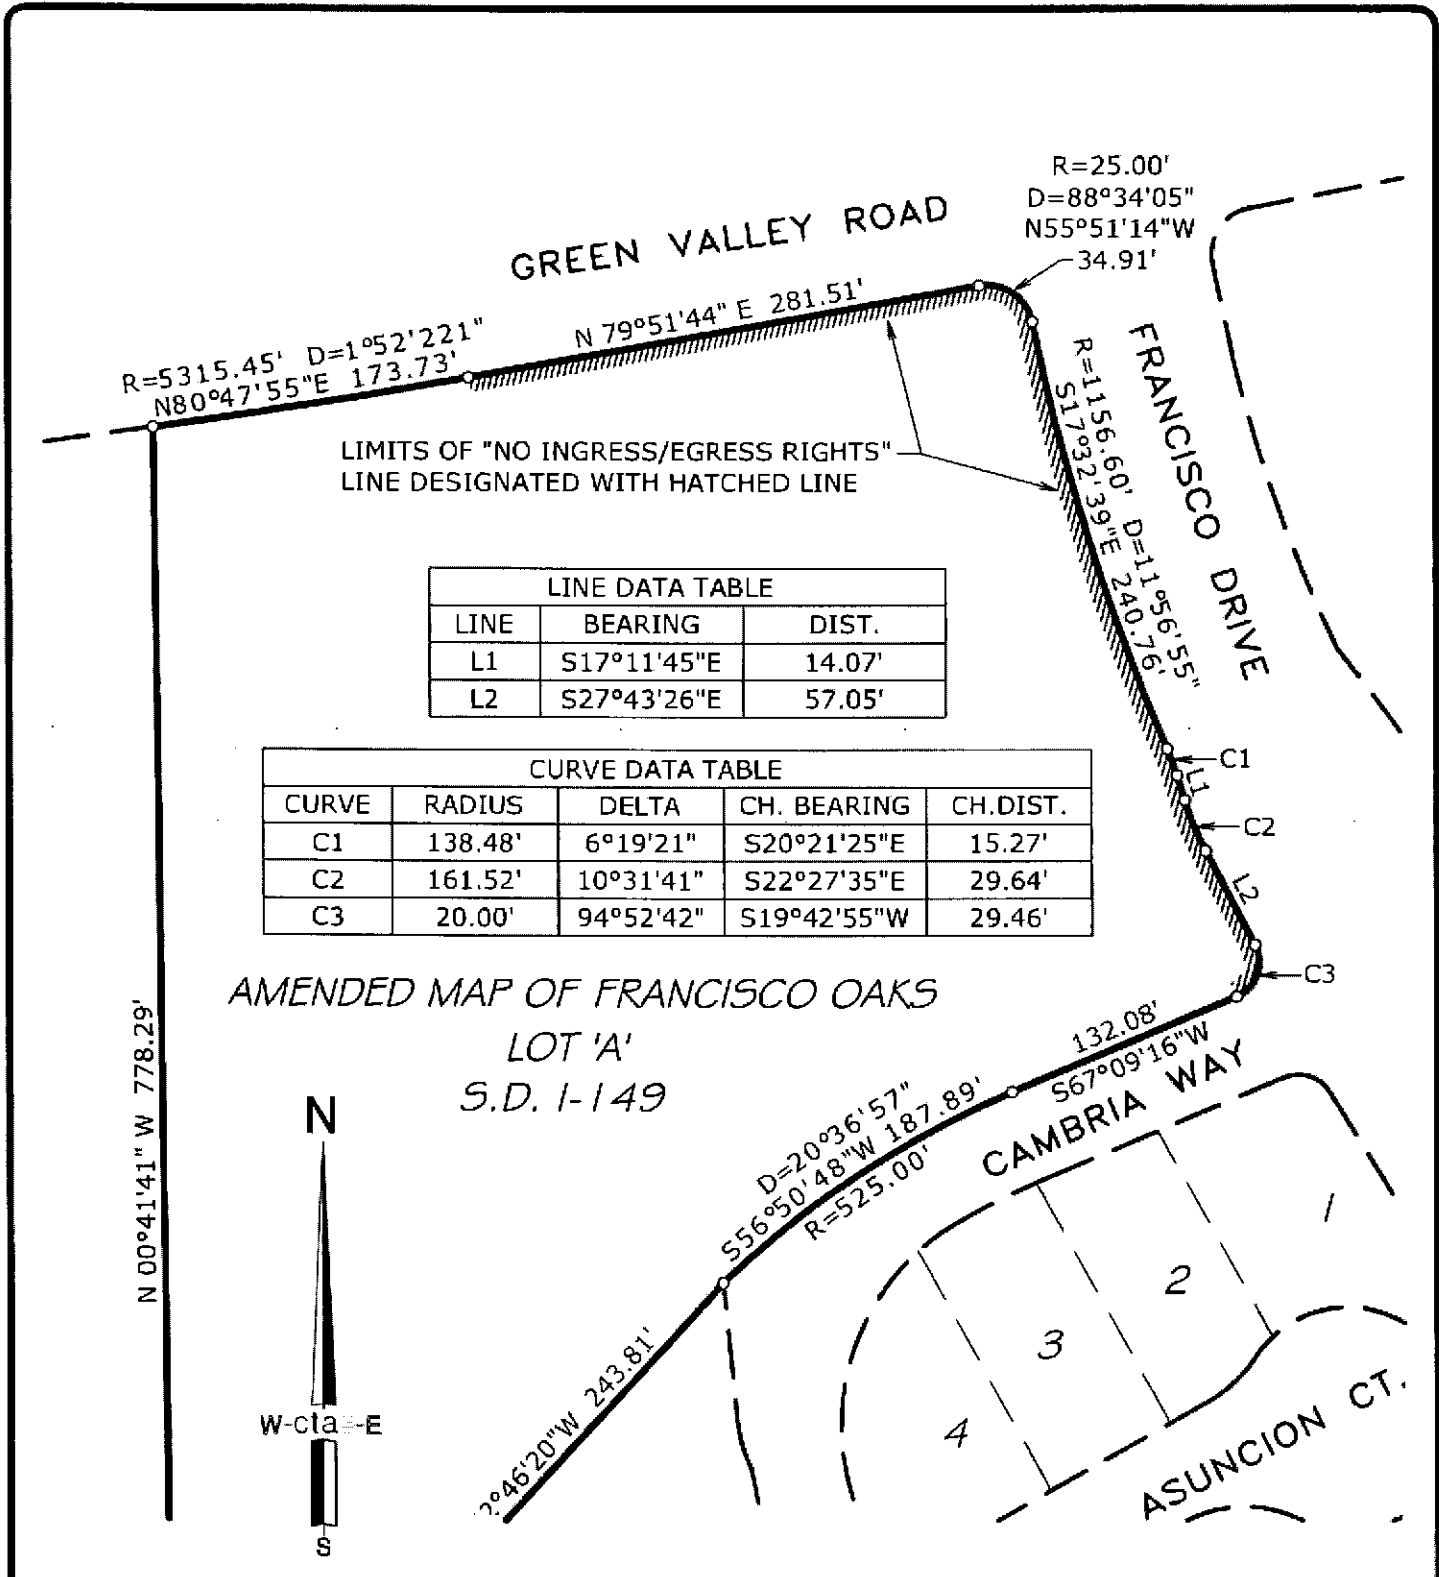 R=25.00'
D=88°34'05"
N55°51'14"W
34.91'
GREEN VALLEY ROAD
N 79°51'44" E 281.51'
R=5315.45' D=1°52'221"
N80°47'55"E 173.73'
FRANCISCO DRIVE
R=1156.60' D=11°56'55"
S17°32'39"E 240.76'
LIMITS OF "NO INGRESS/EGRESS RIGHTS"
LINE DESIGNATED WITH HATCHED LINE
LINE DATA TABLE
LINE BEARING DIST.
L1 S17°11'45"E 14.07'
L2 S27°43'26"E 57.05'
CURVE DATA TABLE
CURVE RADIUS DELTA CH. BEARING CH.DIST.
C1 138.48' 6°19'21" S20°21'25"E 15.27'
C2 161.52' 10°31'41" S22°27'35"E 29.64'
C3 20.00' 94°52'42" S19°42'55"W 29.46'
C1
L1
C2
L2
C3
AMENDED MAP OF FRANCISCO OAKS
LOT 'A'
S.D. 1-149
N 00°41'41" W 778.29'
132.08'
S67°09'16"W
CAMBRIA WAY
D=20°36'57"
S56°50'48"W 187.89'
R=525.00'
2°46'20"W 243.81'
N
W-cta-E
S
1
2
3
4
ASUNCION CT.